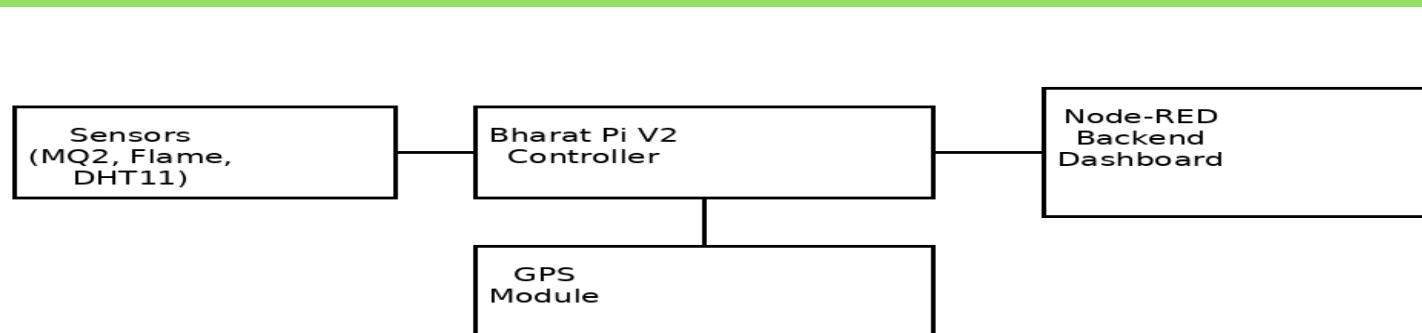 Sensors
(MQ2, Flame,
DHT11)
Bharat Pi V2
Controller
Node-RED
Backend
Dashboard
GPS
Module